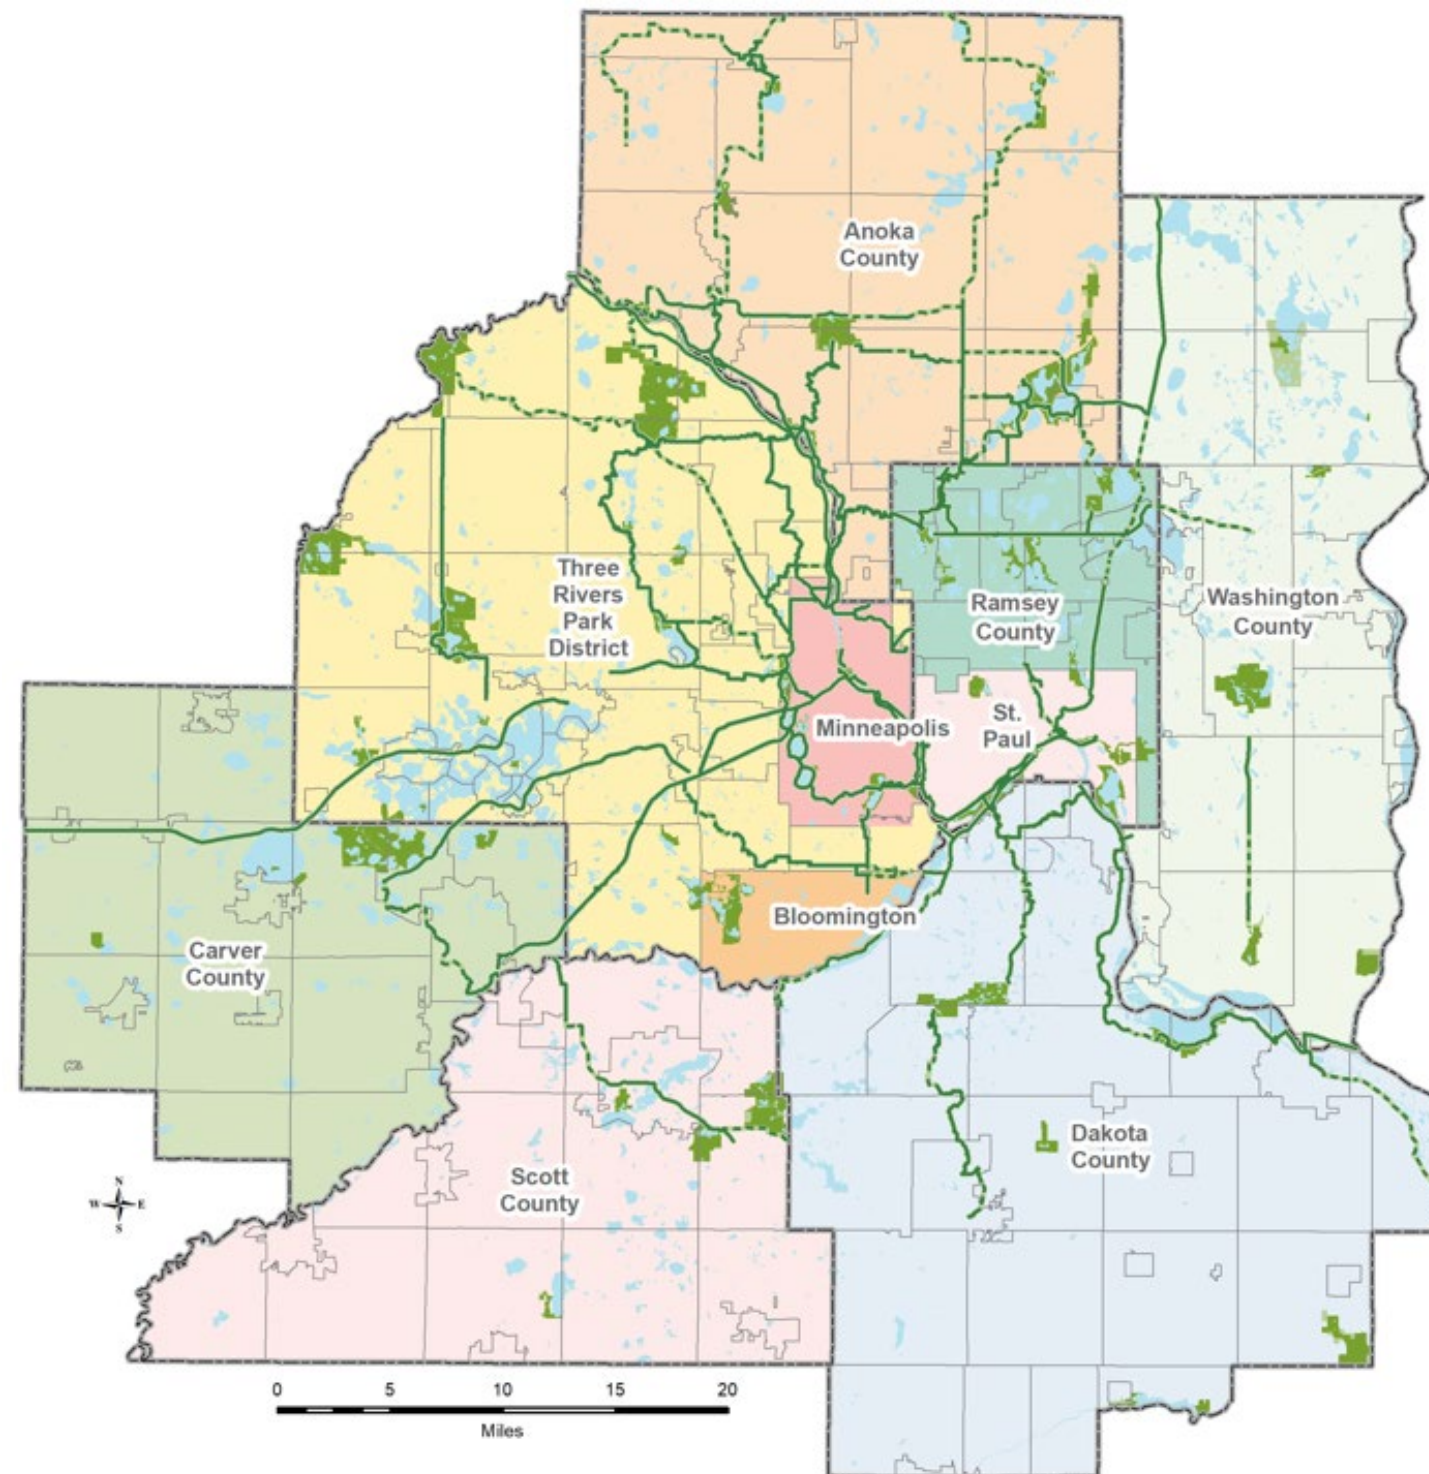 Anoka
County
Three
Rivers
Park
District
Ramsey
County
Washington
County
Minneapolis
St.
Paul
Bloomington
Carver
County
Dakota
County
Scott
County
N
W E
S
0 5 10 15 20
Miles